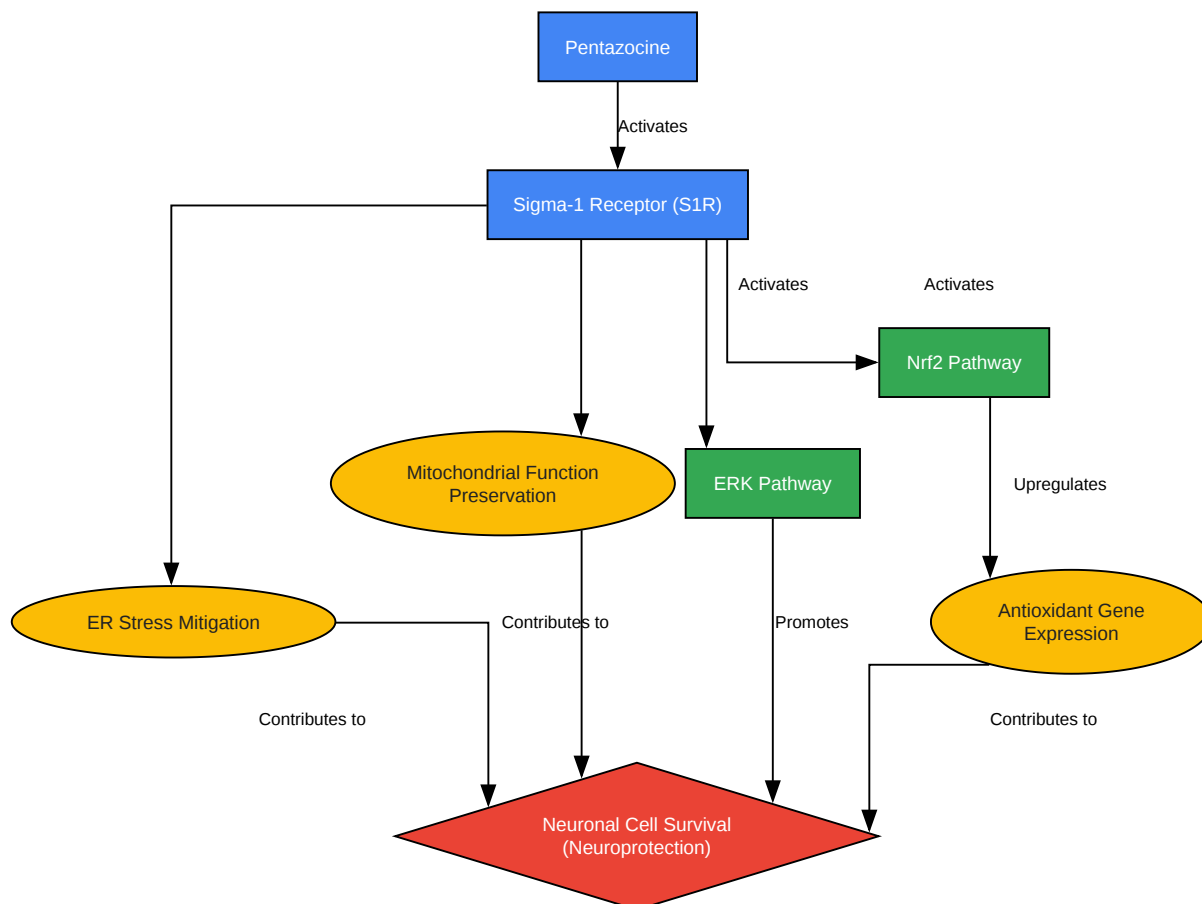 Pentazocine
Activates
Sigma-1 Receptor (S1R)
Activates
Activates
Nrf2 Pathway
Mitochondrial Function
Preservation
ERK Pathway
Upregulates
ER Stress Mitigation
Contributes to
Promotes
Antioxidant Gene
Expression
Contributes to
Contributes to
Neuronal Cell Survival
(Neuroprotection)